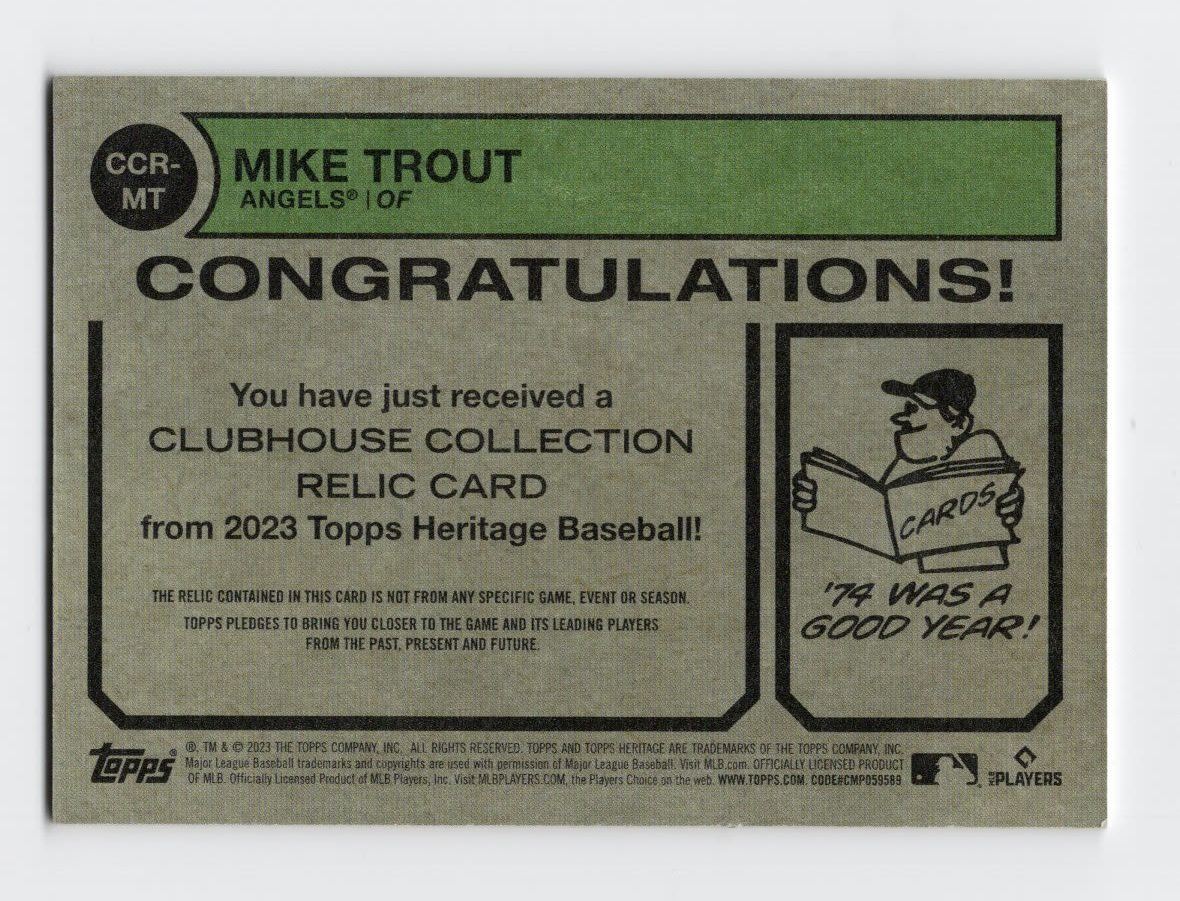 CCR-
MT
MIKE TROUT
ANGELS® | OF
CONGRATULATIONS!
You have just received a
CLUBHOUSE COLLECTION
RELIC CARD
from 2023 Topps Heritage Baseball!
THE RELIC CONTAINED IN THIS CARD IS NOT FROM ANY SPECIFIC GAME, EVENT OR SEASON.
TOPPS PLEDGES TO BRING YOU CLOSER TO THE GAME AND ITS LEADING PLAYERS
FROM THE PAST, PRESENT AND FUTURE.
CARDS
'74 WAS A
GOOD YEAR!
topps®
®, TM & © 2023 THE TOPPS COMPANY, INC. ALL RIGHTS RESERVED. TOPPS AND TOPPS HERITAGE ARE TRADEMARKS OF THE TOPPS COMPANY, INC.
Major League Baseball trademarks and copyrights are used with permission of Major League Baseball. Visit MLB.com. OFFICIALLY LICENSED PRODUCT
OF MLB. Officially Licensed Product of MLB Players, Inc. Visit MLBPLAYERS.COM, the Players Choice on the web. WWW.TOPPS.COM. CODE#CMP059589
MLB PLAYERS